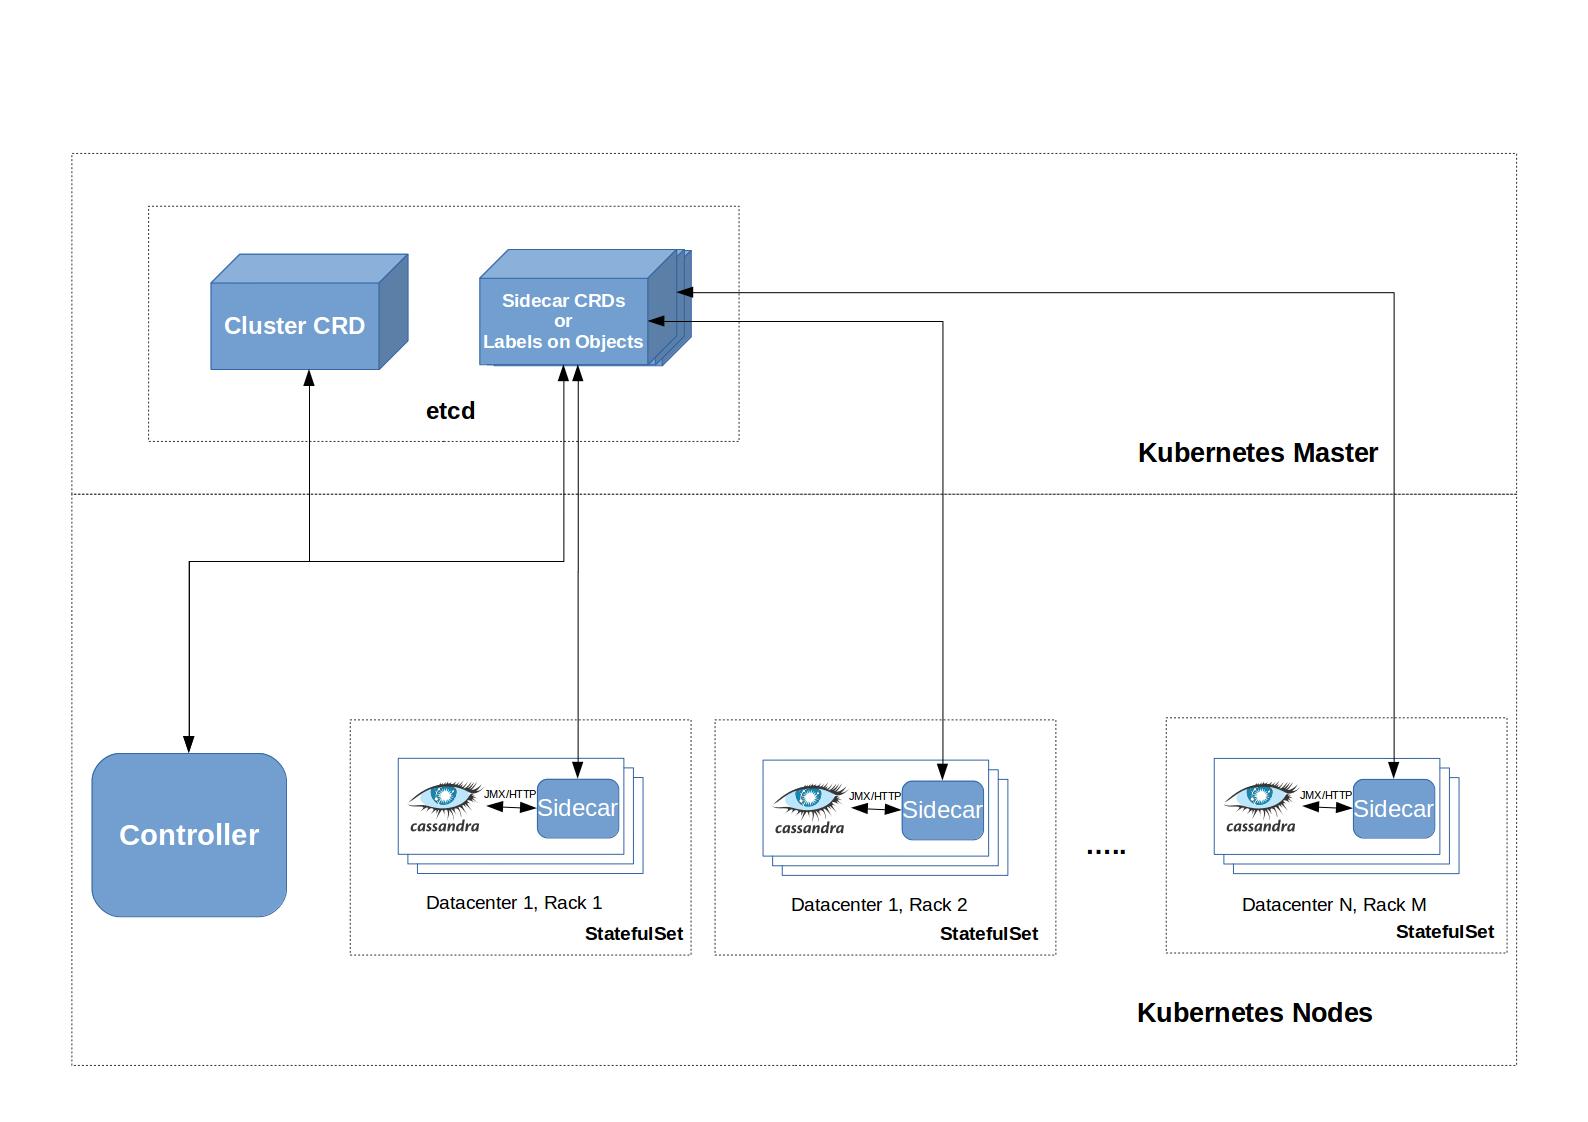 Cluster CRD
Sidecar CRDs
or
Labels on Objects
etcd
Kubernetes Master
Controller
JMX/HTTP
Sidecar
cassandra
Datacenter 1, Rack 1
StatefulSet
JMX/HTTP
Sidecar
cassandra
Datacenter 1, Rack 2
StatefulSet
.....
JMX/HTTP
Sidecar
cassandra
Datacenter N, Rack M
StatefulSet
Kubernetes Nodes